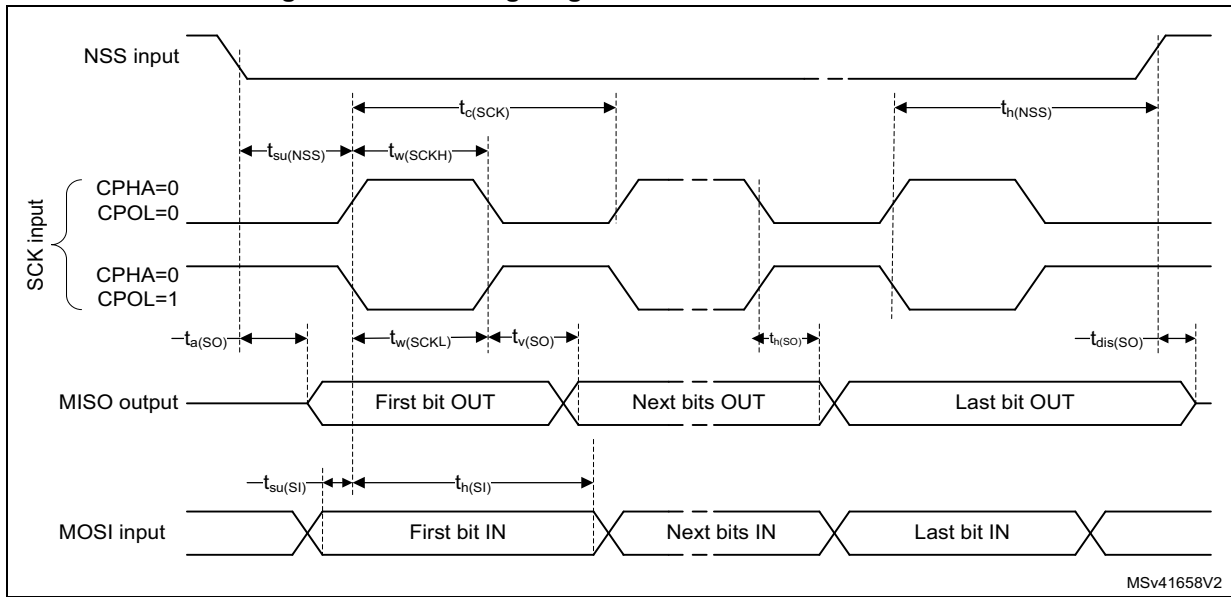 NSS input
tc(SCK)
th(NSS)
tsu(NSS)
tw(SCKH)
SCK input
CPHA=0
CPOL=0
CPHA=0
CPOL=1
ta(SO)
tw(SCKL)
tv(SO)
th(SO)
tdis(SO)
MISO output
First bit OUT
Next bits OUT
Last bit OUT
tsu(SI)
th(SI)
MOSI input
First bit IN
Next bits IN
Last bit IN
MSv41658V2